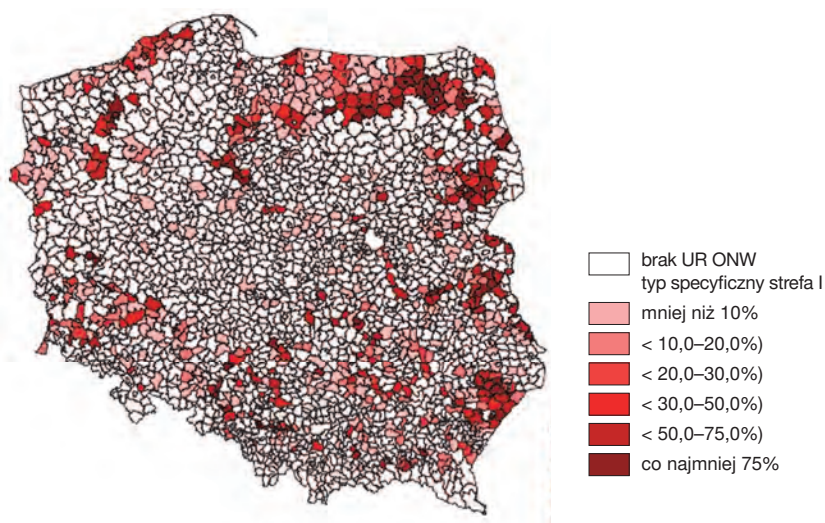 brak UR ONW
typ specyficzny strefa I
mniej niż 10%
< 10,0–20,0%)
< 20,0–30,0%)
< 30,0–50,0%)
< 50,0–75,0%)
co najmniej 75%